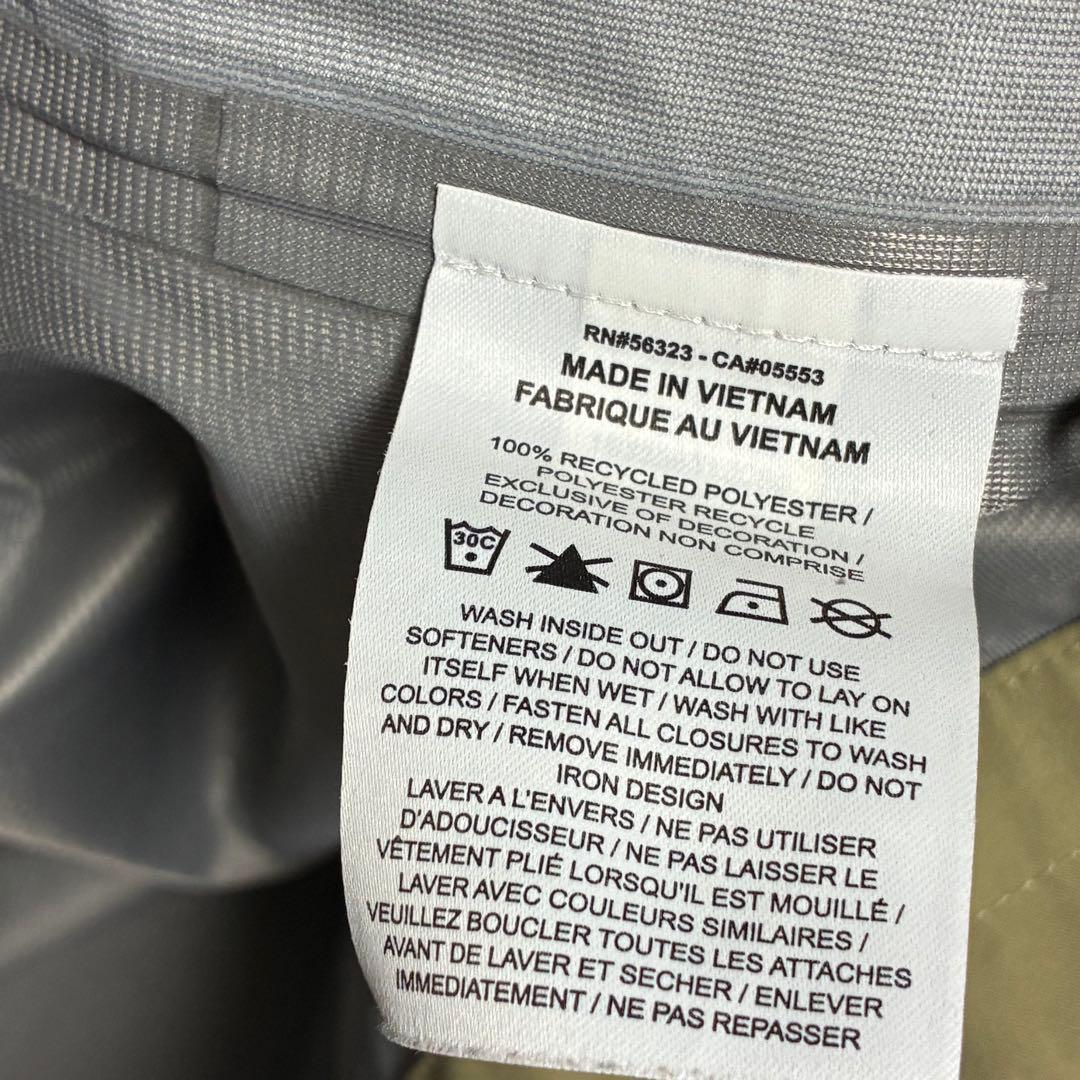 RN#56323 - CA#05553
MADE IN VIETNAM
FABRIQUE AU VIETNAM
100% RECYCLED POLYESTER /
POLYESTER RECYCLE
EXCLUSIVE OF DECORATION /
DECORATION NON COMPRISE
30C
WASH INSIDE OUT / DO NOT USE
SOFTENERS / DO NOT ALLOW TO LAY ON
ITSELF WHEN WET / WASH WITH LIKE
COLORS / FASTEN ALL CLOSURES TO WASH
AND DRY / REMOVE IMMEDIATELY / DO NOT
IRON DESIGN
LAVER A L'ENVERS / NE PAS UTILISER
D'ADOUCISSEUR / NE PAS LAISSER LE
VÊTEMENT PLIÉ LORSQU'IL EST MOUILLÉ /
LAVER AVEC COULEURS SIMILAIRES /
VEUILLEZ BOUCLER TOUTES LES ATTACHES
AVANT DE LAVER ET SECHER / ENLEVER
IMMEDIATEMENT / NE PAS REPASSER